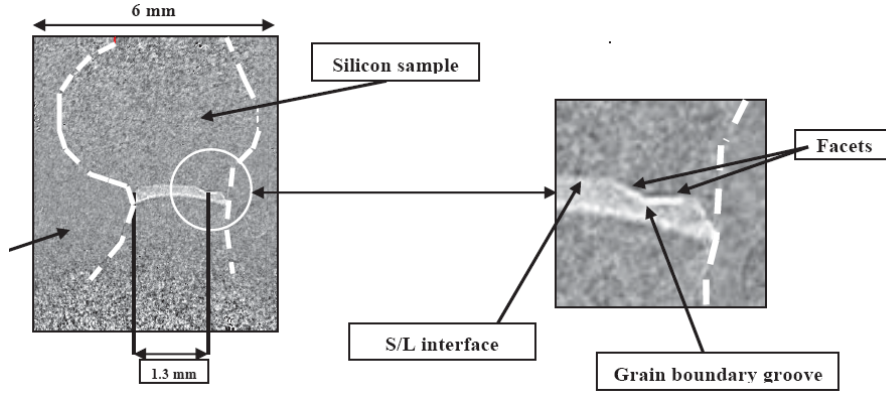 6 mm
Silicon sample
Facets
S/L interface
1.3 mm
Grain boundary groove